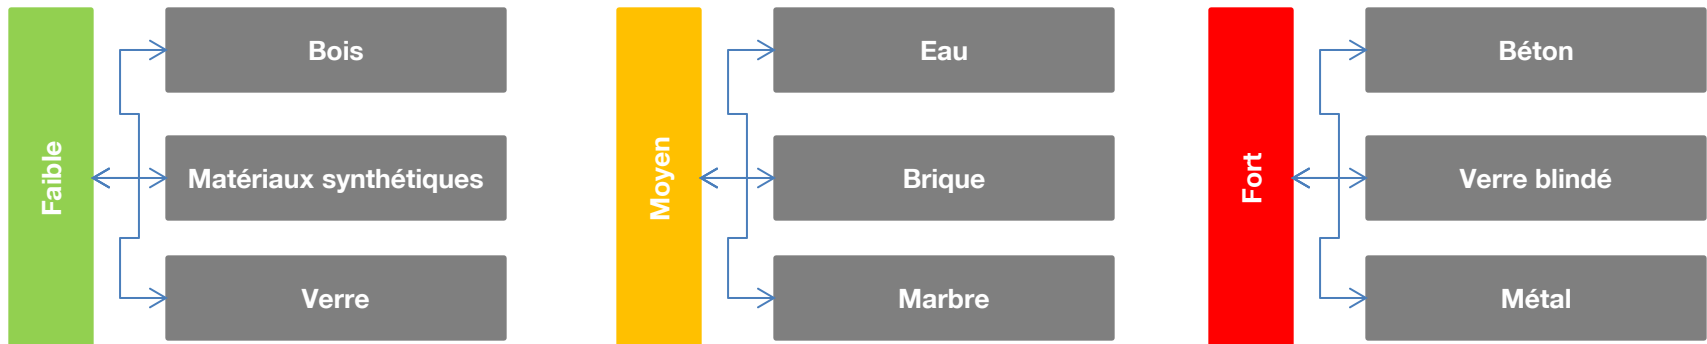 Faible
Bois
Matériaux synthétiques
Verre
Moyen
Eau
Brique
Marbre
Fort
Béton
Verre blindé
Métal